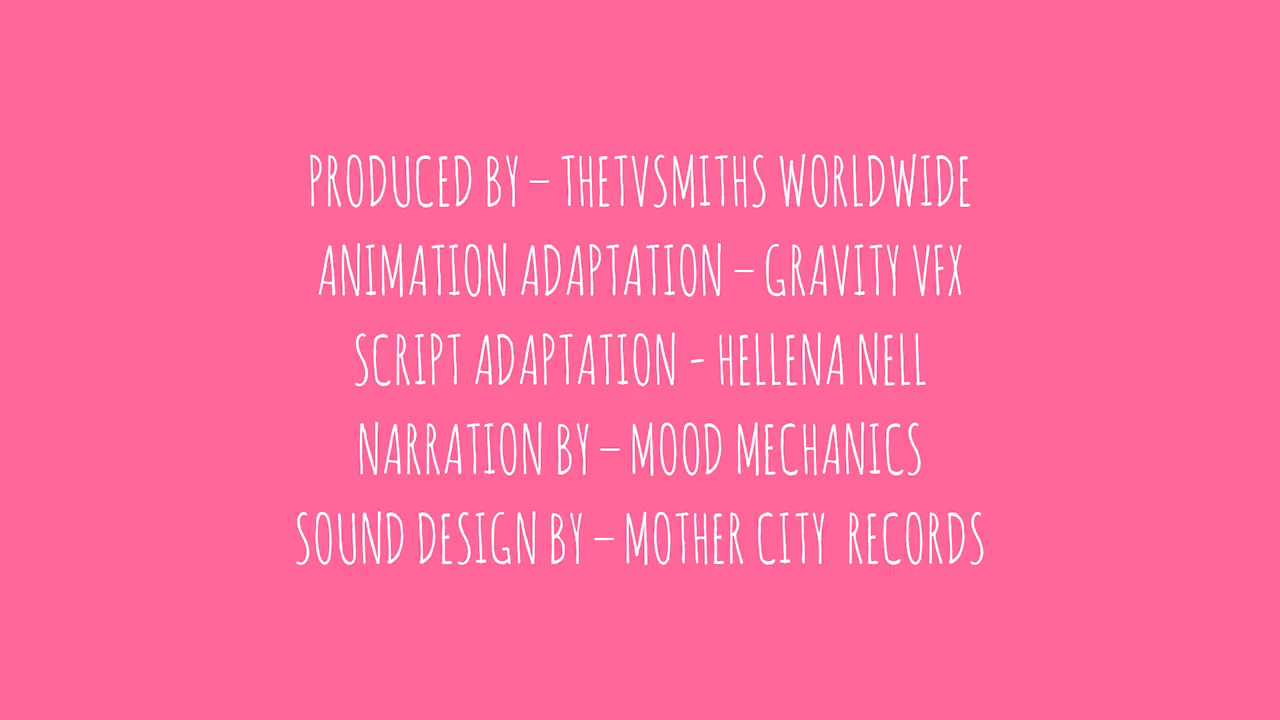 PRODUCED BY – THETVSMITHS WORLDWIDE
ANIMATION ADAPTATION – GRAVITY VFX
SCRIPT ADAPTATION - HELLENA NELL
NARRATION BY – MOOD MECHANICS
SOUND DESIGN BY – MOTHER CITY  RECORDS